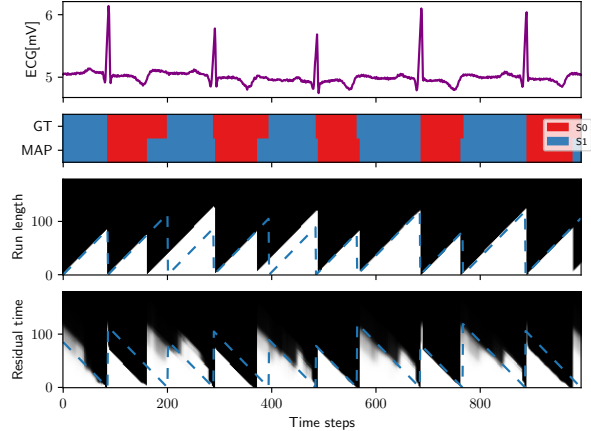 6
5
ECG[mV]
GT
MAP
S0
S1
100
0
Run length
100
0
Residual time
0 200 400 600 800
Time steps